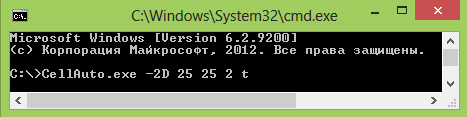 C:\Windows\System32\cmd.exe
Microsoft Windows [Version 6.2.9200]
(c) Корпорация Майкрософт, 2012. Все права защищены.
C:\>CellAuto.exe -2D 25 25 2 t